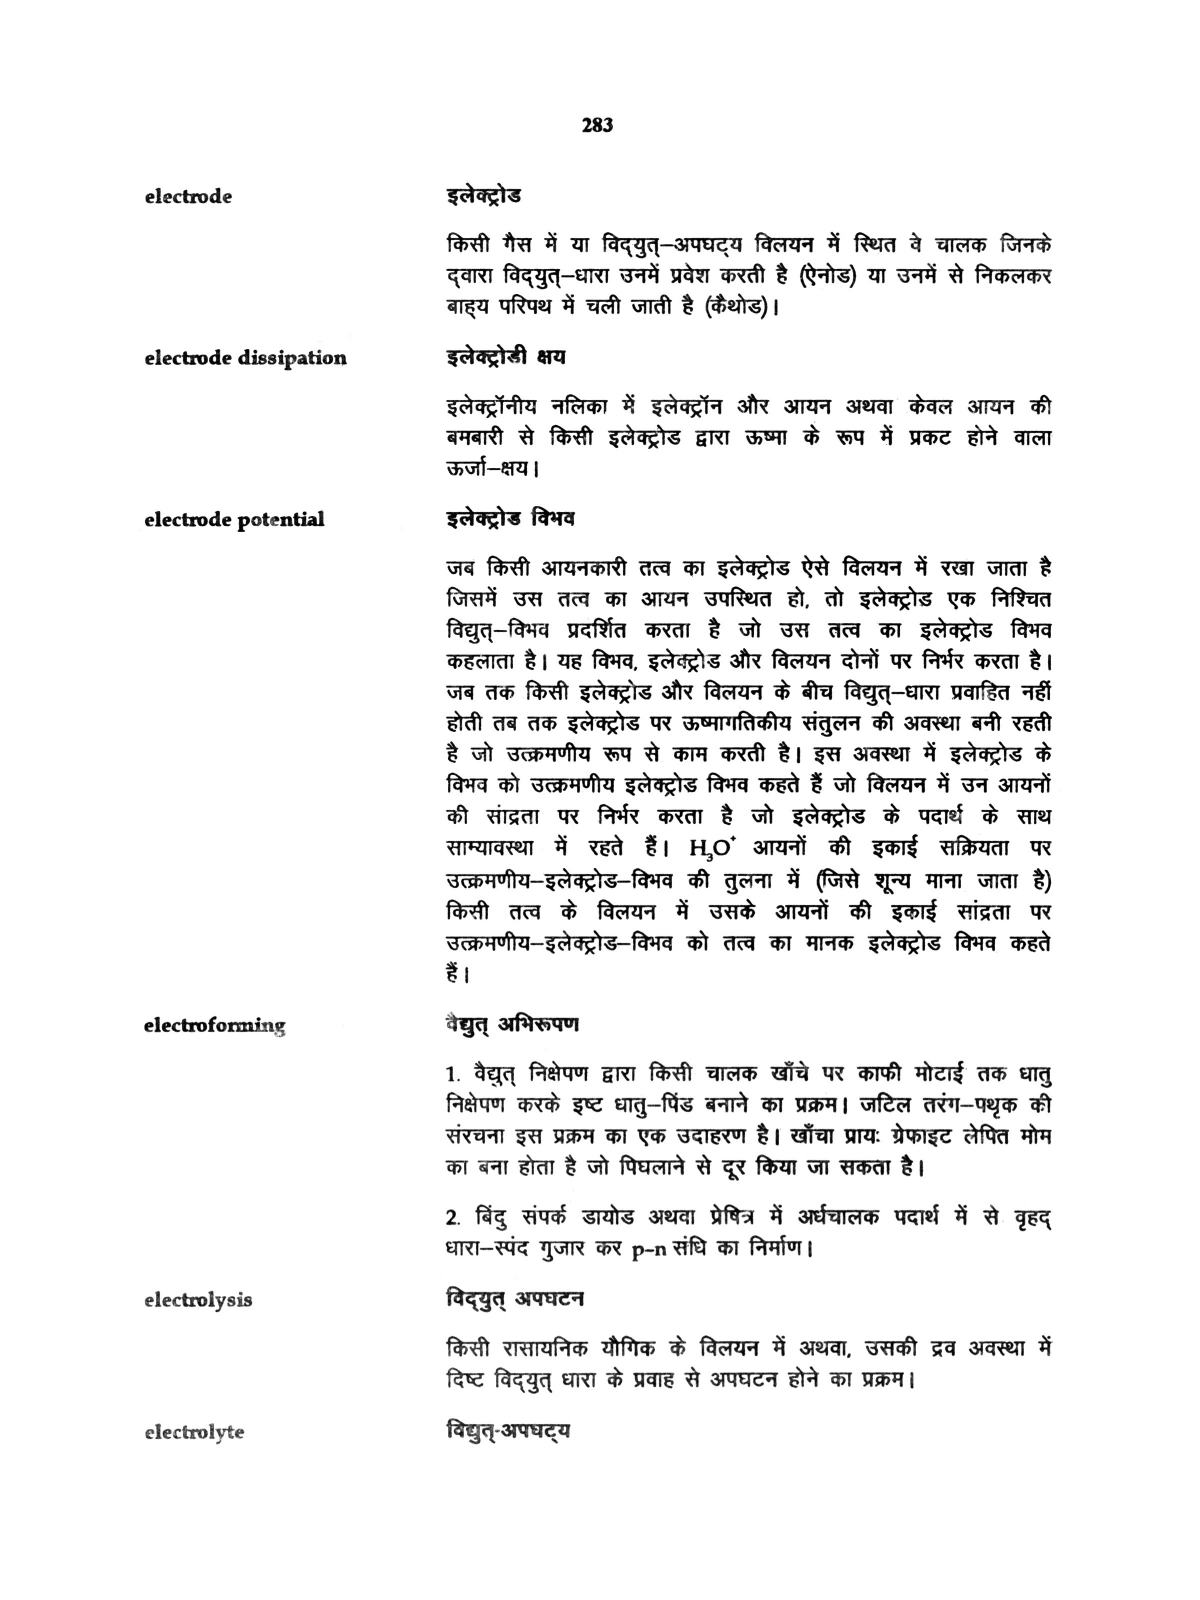 283
electrode इलेक्ट्रोड
किसी गैस में या विद्‌युत्–अपघट्‌य विलयन में स्थित वे चालक जिनके
द्‌वारा विद्‌युत्–धारा उनमें प्रवेश करती है (ऐनोड) या उनमें से निकलकर
बाह्‌य परिपथ में चली जाती है (कैथोड)।
electrode dissipation इलेक्ट्रोडी क्षय
इलेक्ट्रॉनीय नलिका में इलेक्ट्रॉन और आयन अथवा केवल आयन की
बमबारी से किसी इलेक्ट्रोड द्वारा ऊष्मा के रूप में प्रकट होने वाला
ऊर्जा–क्षय।
electrode potential इलेक्ट्रोड विभव
जब किसी आयनकारी तत्व का इलेक्ट्रोड ऐसे विलयन में रखा जाता है
जिसमें उस तत्व का आयन उपस्थित हो, तो इलेक्ट्रोड एक निश्चित
विद्युत्–विभव प्रदर्शित करता है जो उस तत्व का इलेक्ट्रोड विभव
कहलाता है। यह विभव, इलेक्ट्रोड और विलयन दोनों पर निर्भर करता है।
जब तक किसी इलेक्ट्रोड और विलयन के बीच विद्युत्–धारा प्रवाहित नहीं
होती तब तक इलेक्ट्रोड पर ऊष्मागतिकीय संतुलन की अवस्था बनी रहती
है जो उत्क्रमणीय रूप से काम करती है। इस अवस्था में इलेक्ट्रोड के
विभव को उत्क्रमणीय इलेक्ट्रोड विभव कहते हैं जो विलयन में उन आयनों
की सांद्रता पर निर्भर करता है जो इलेक्ट्रोड के पदार्थ के साथ
साम्यावस्था में रहते हैं। H₃O⁺ आयनों की इकाई सक्रियता पर
उत्क्रमणीय–इलेक्ट्रोड–विभव की तुलना में (जिसे शून्य माना जाता है)
किसी तत्व के विलयन में उसके आयनों की इकाई सांद्रता पर
उत्क्रमणीय–इलेक्ट्रोड–विभव को तत्व का मानक इलेक्ट्रोड विभव कहते
हैं।
electroforming वैद्युत् अभिरूपण
1. वैद्युत् निक्षेपण द्वारा किसी चालक खाँचे पर काफी मोटाई तक धातु
निक्षेपण करके इष्ट धातु–पिंड बनाने का प्रक्रम। जटिल तरंग–पथृक की
संरचना इस प्रक्रम का एक उदाहरण है। खाँचा प्रायः ग्रेफाइट लेपित मोम
का बना होता है जो पिघलाने से दूर किया जा सकता है।
2. बिंदु संपर्क डायोड अथवा प्रेषित्र में अर्धचालक पदार्थ में से वृहद्
धारा–स्पंद गुजार कर p–n संधि का निर्माण।
electrolysis विद्‌युत् अपघटन
किसी रासायनिक यौगिक के विलयन में अथवा, उसकी द्रव अवस्था में
दिष्ट विद्‌युत् धारा के प्रवाह से अपघटन होने का प्रक्रम।
electrolyte विद्युत्-अपघट्‌य